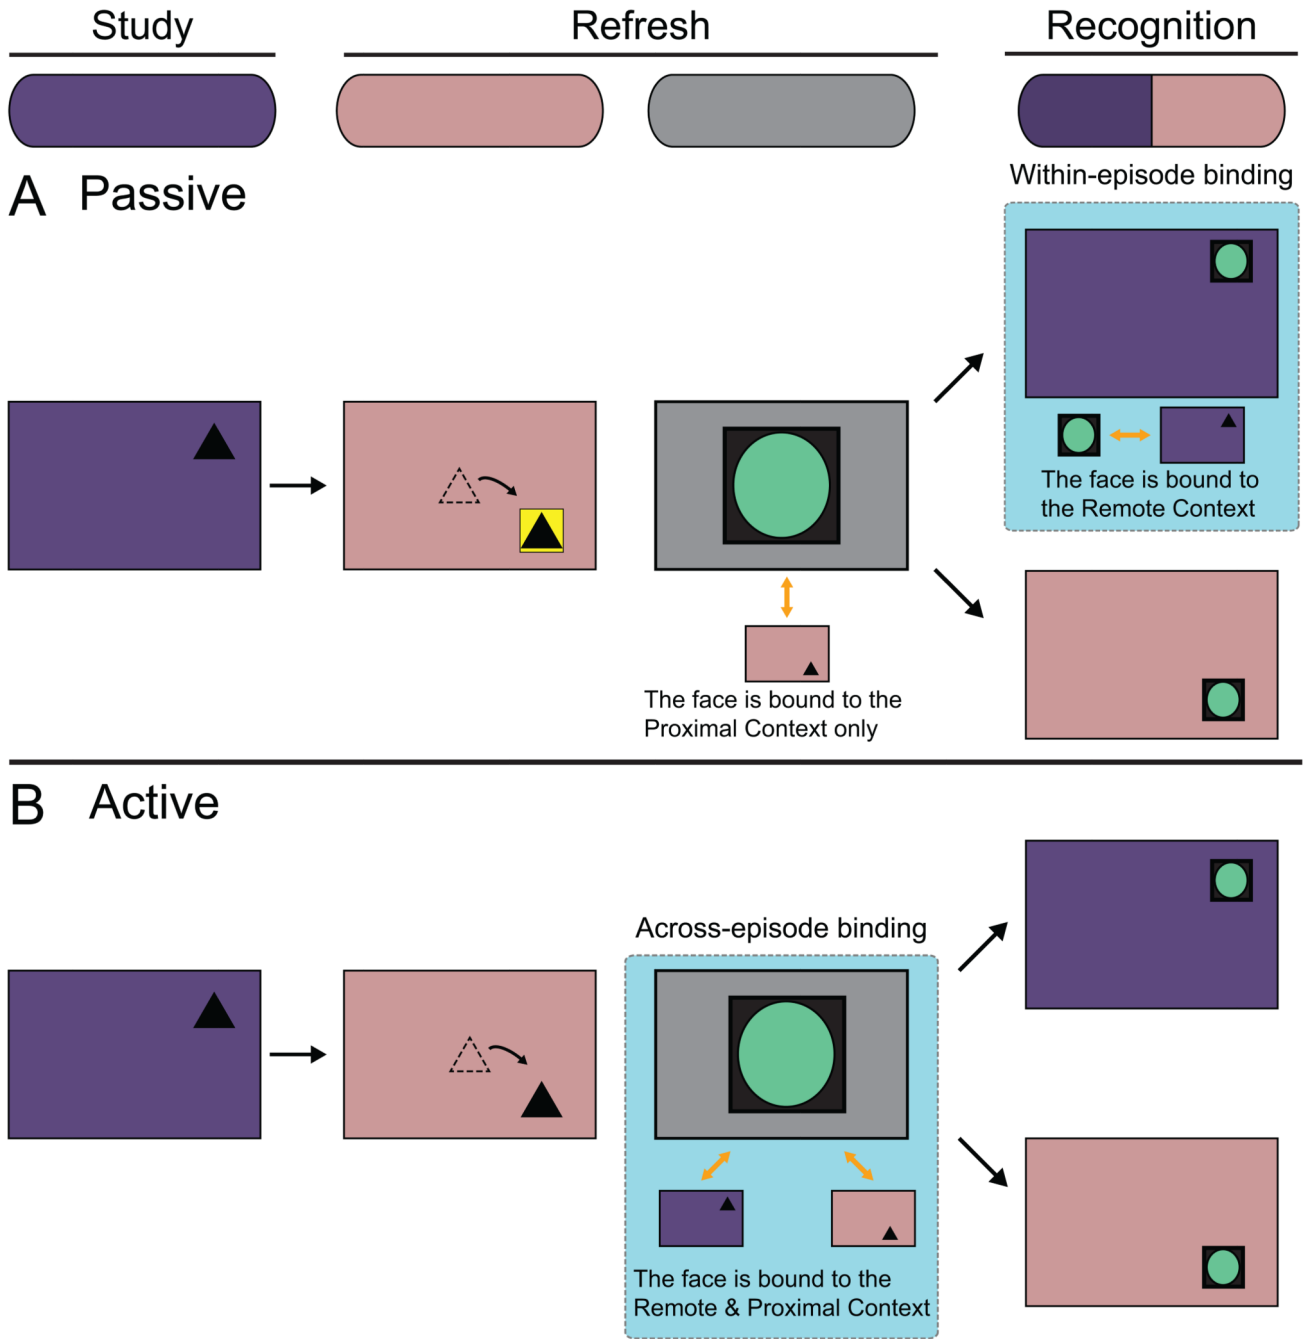 Study
Refresh
Recognition
A Passive
Within-episode binding
The face is bound to
the Remote Context
The face is bound to the
Proximal Context only
B Active
Across-episode binding
The face is bound to the
Remote & Proximal Context